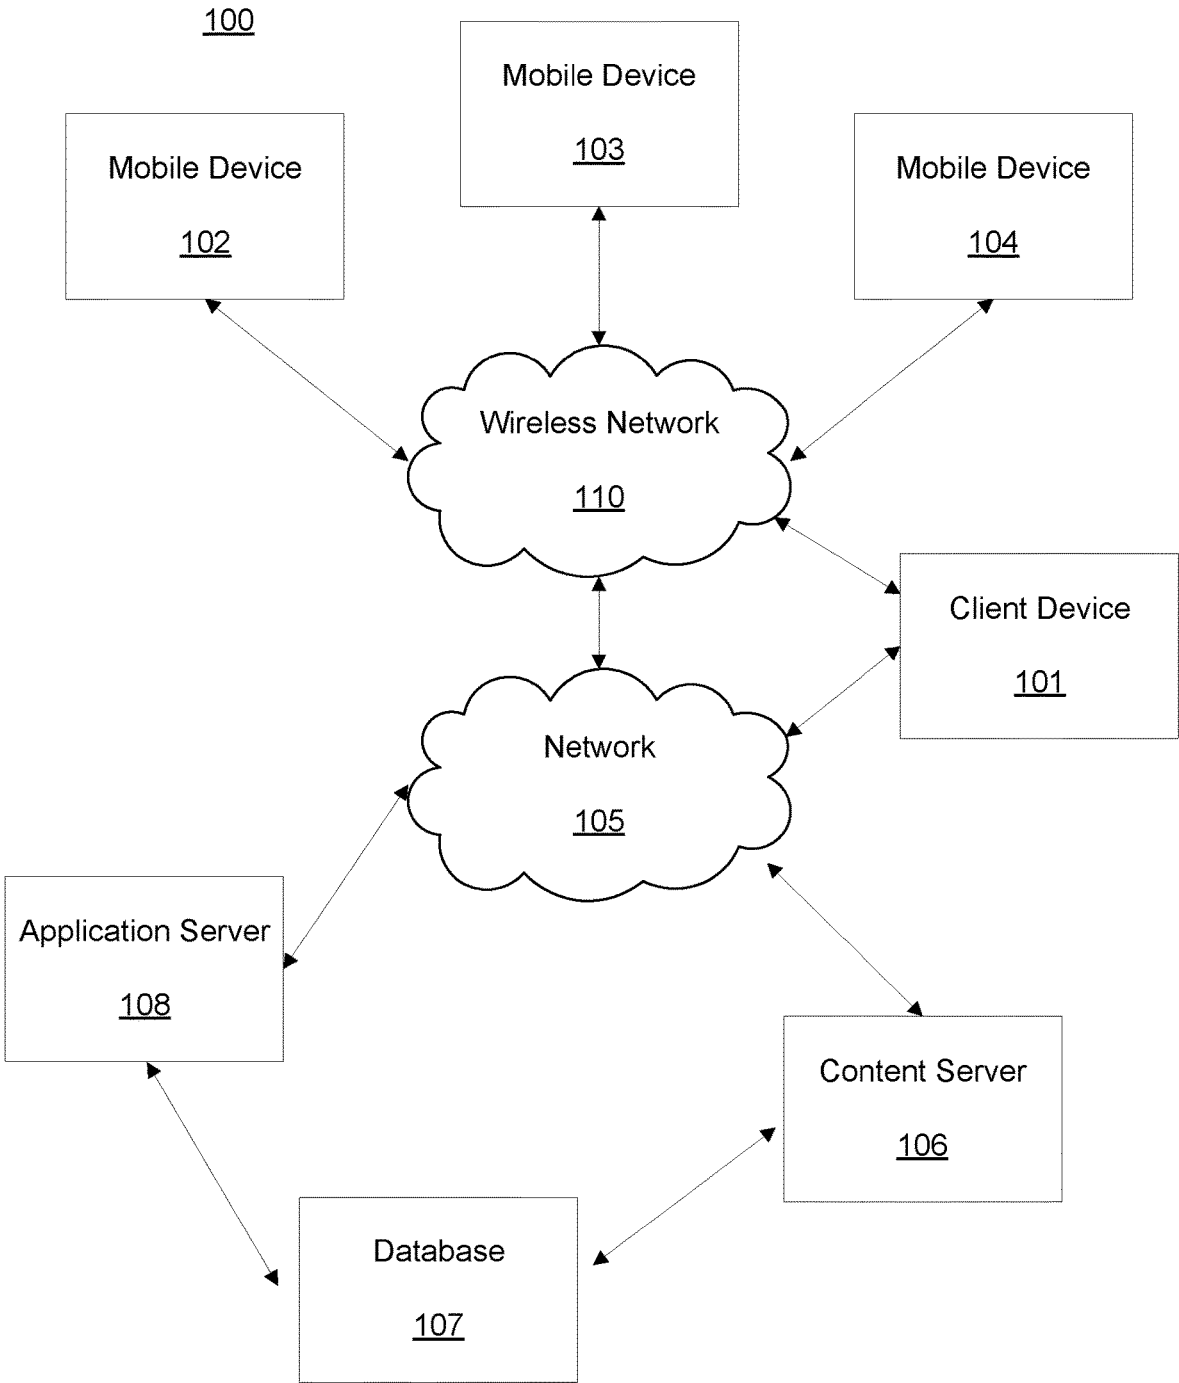 100
Mobile Device
103
Mobile Device
102
Mobile Device
104
Wireless Network
110
Client Device
101
Network
105
Application Server
108
Content Server
106
Database
107